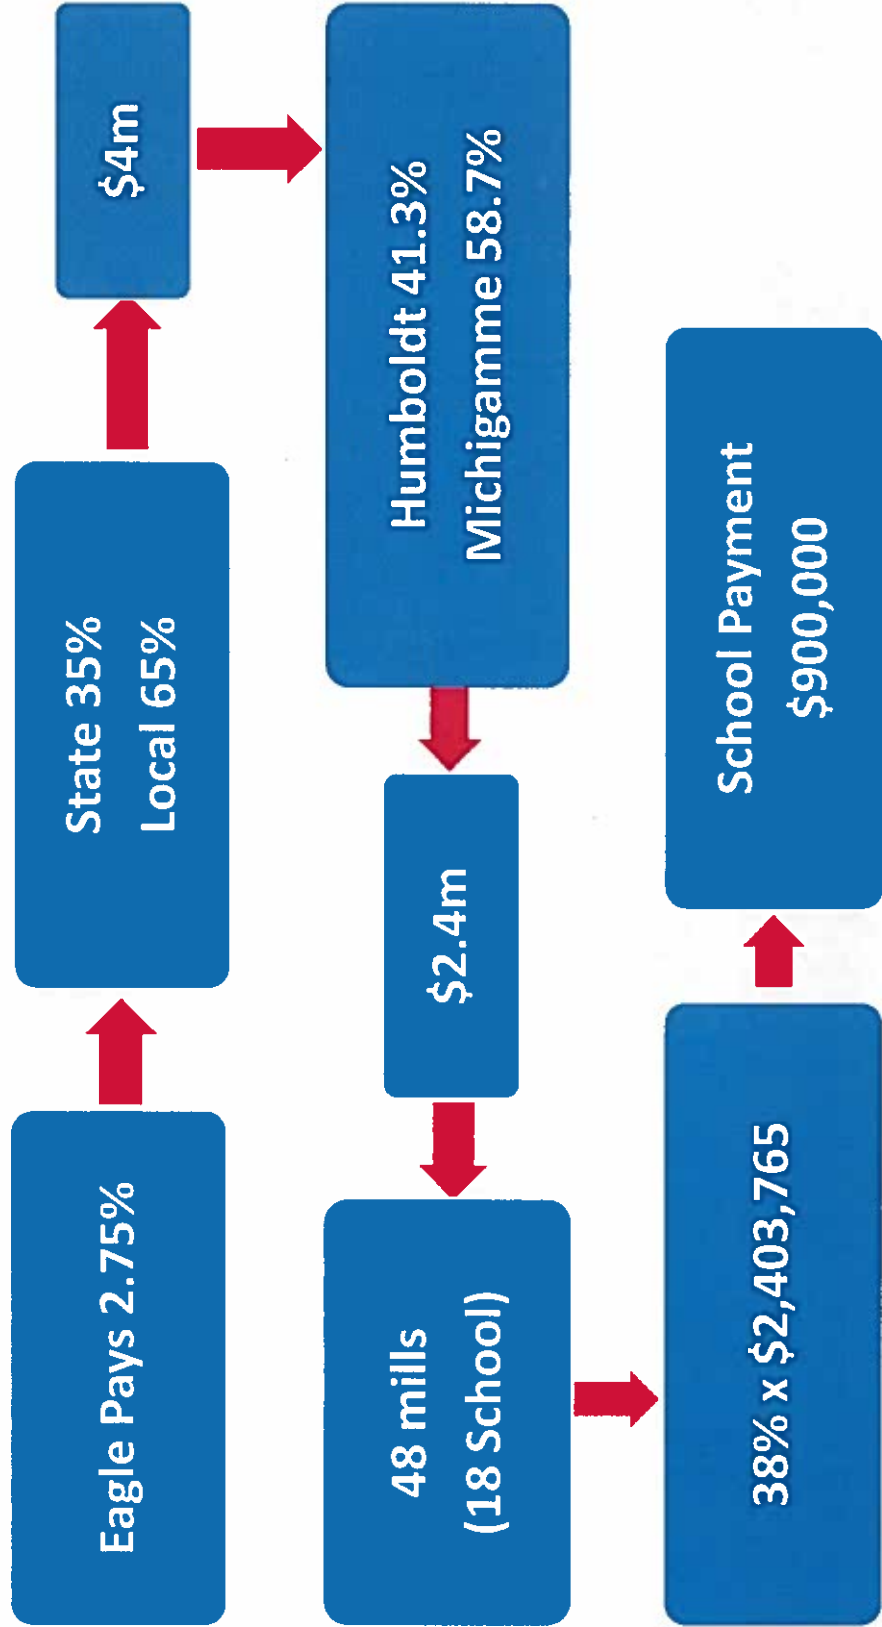 Eagle Pays 2.75%
State 35%
Local 65%
$4m
Humboldt 41.3%
Michigamme 58.7%
$2.4m
48 mills
(18 School)
38% x $2,403,765
School Payment
$900,000